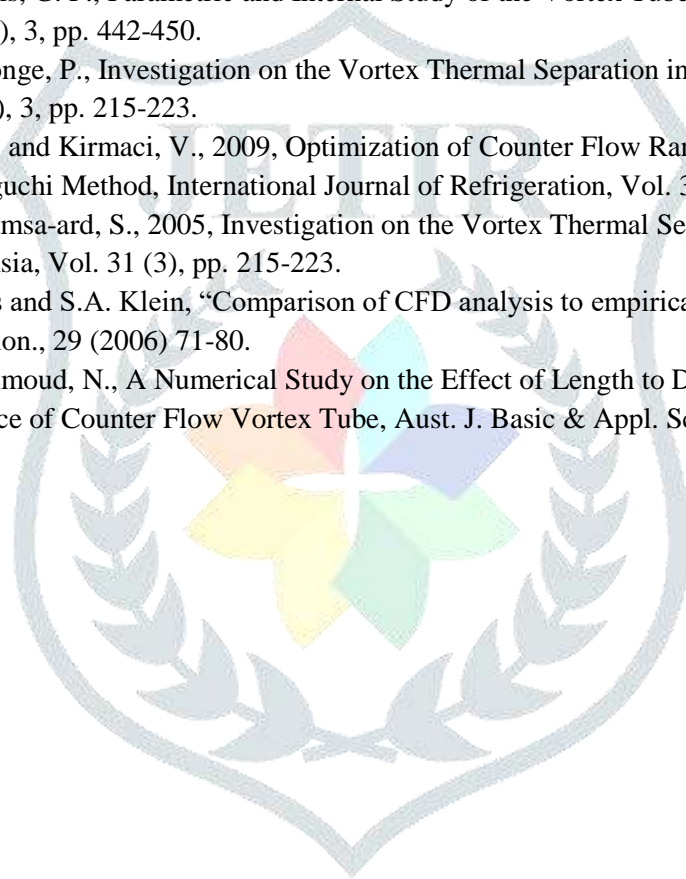 C. P., Parametric and Internal Study of the Vortex Tube
), 3, pp. 442-450.
onge, P., Investigation on the Vortex Thermal Separation in
), 3, pp. 215-223.
and Kirmaci, V., 2009, Optimization of Counter Flow Ran
guchi Method, International Journal of Refrigeration, Vol. 3
msa-ard, S., 2005, Investigation on the Vortex Thermal Se
sia, Vol. 31 (3), pp. 215-223.
s and S.A. Klein, “Comparison of CFD analysis to empirica
ion., 29 (2006) 71-80.
moud, N., A Numerical Study on the Effect of Length to D
ce of Counter Flow Vortex Tube, Aust. J. Basic & Appl. Sc
JETIR